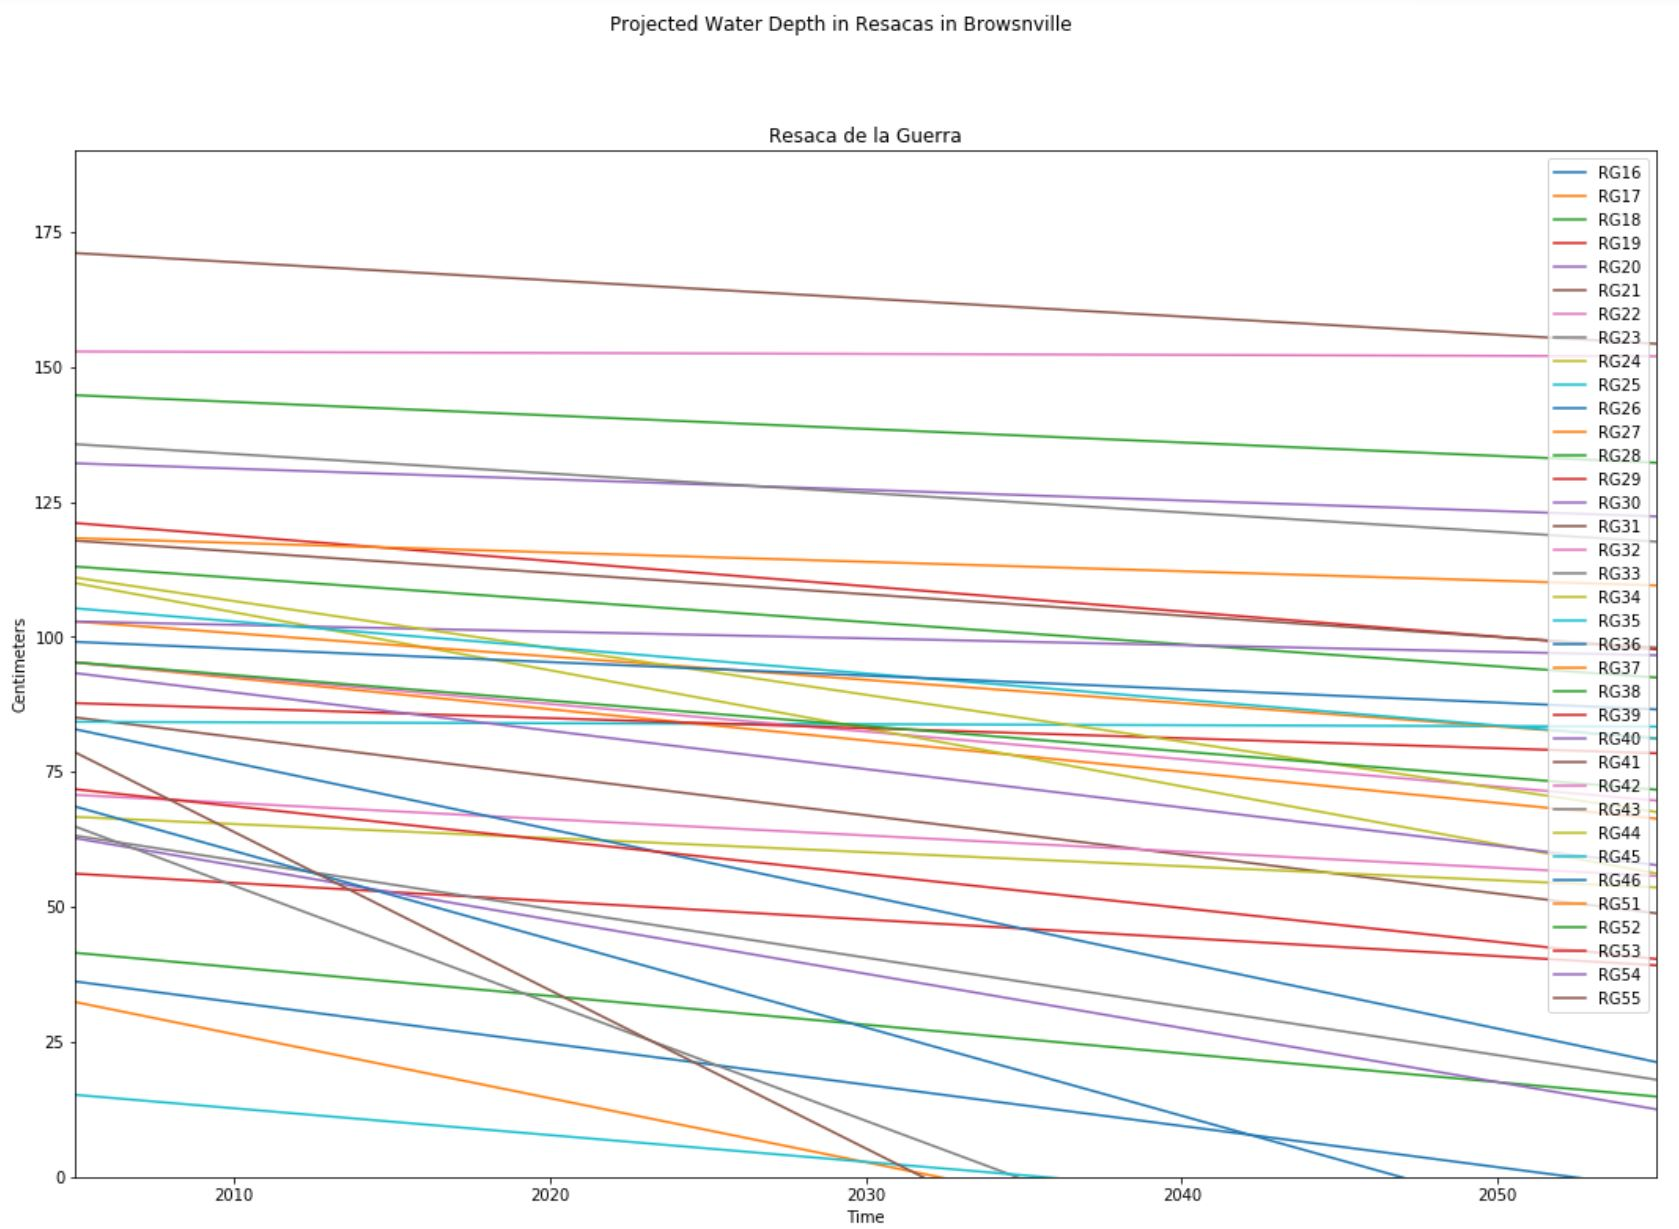 Projected Water Depth in Resacas in Browsnville
Resaca de la Guerra
Centimeters
175
150
125
100
75
50
25
0
2010
2020
2030
2040
2050
Time
RG16
RG17
RG18
RG19
RG20
RG21
RG22
RG23
RG24
RG25
RG26
RG27
RG28
RG29
RG30
RG31
RG32
RG33
RG34
RG35
RG36
RG37
RG38
RG39
RG40
RG41
RG42
RG43
RG44
RG45
RG46
RG51
RG52
RG53
RG54
RG55